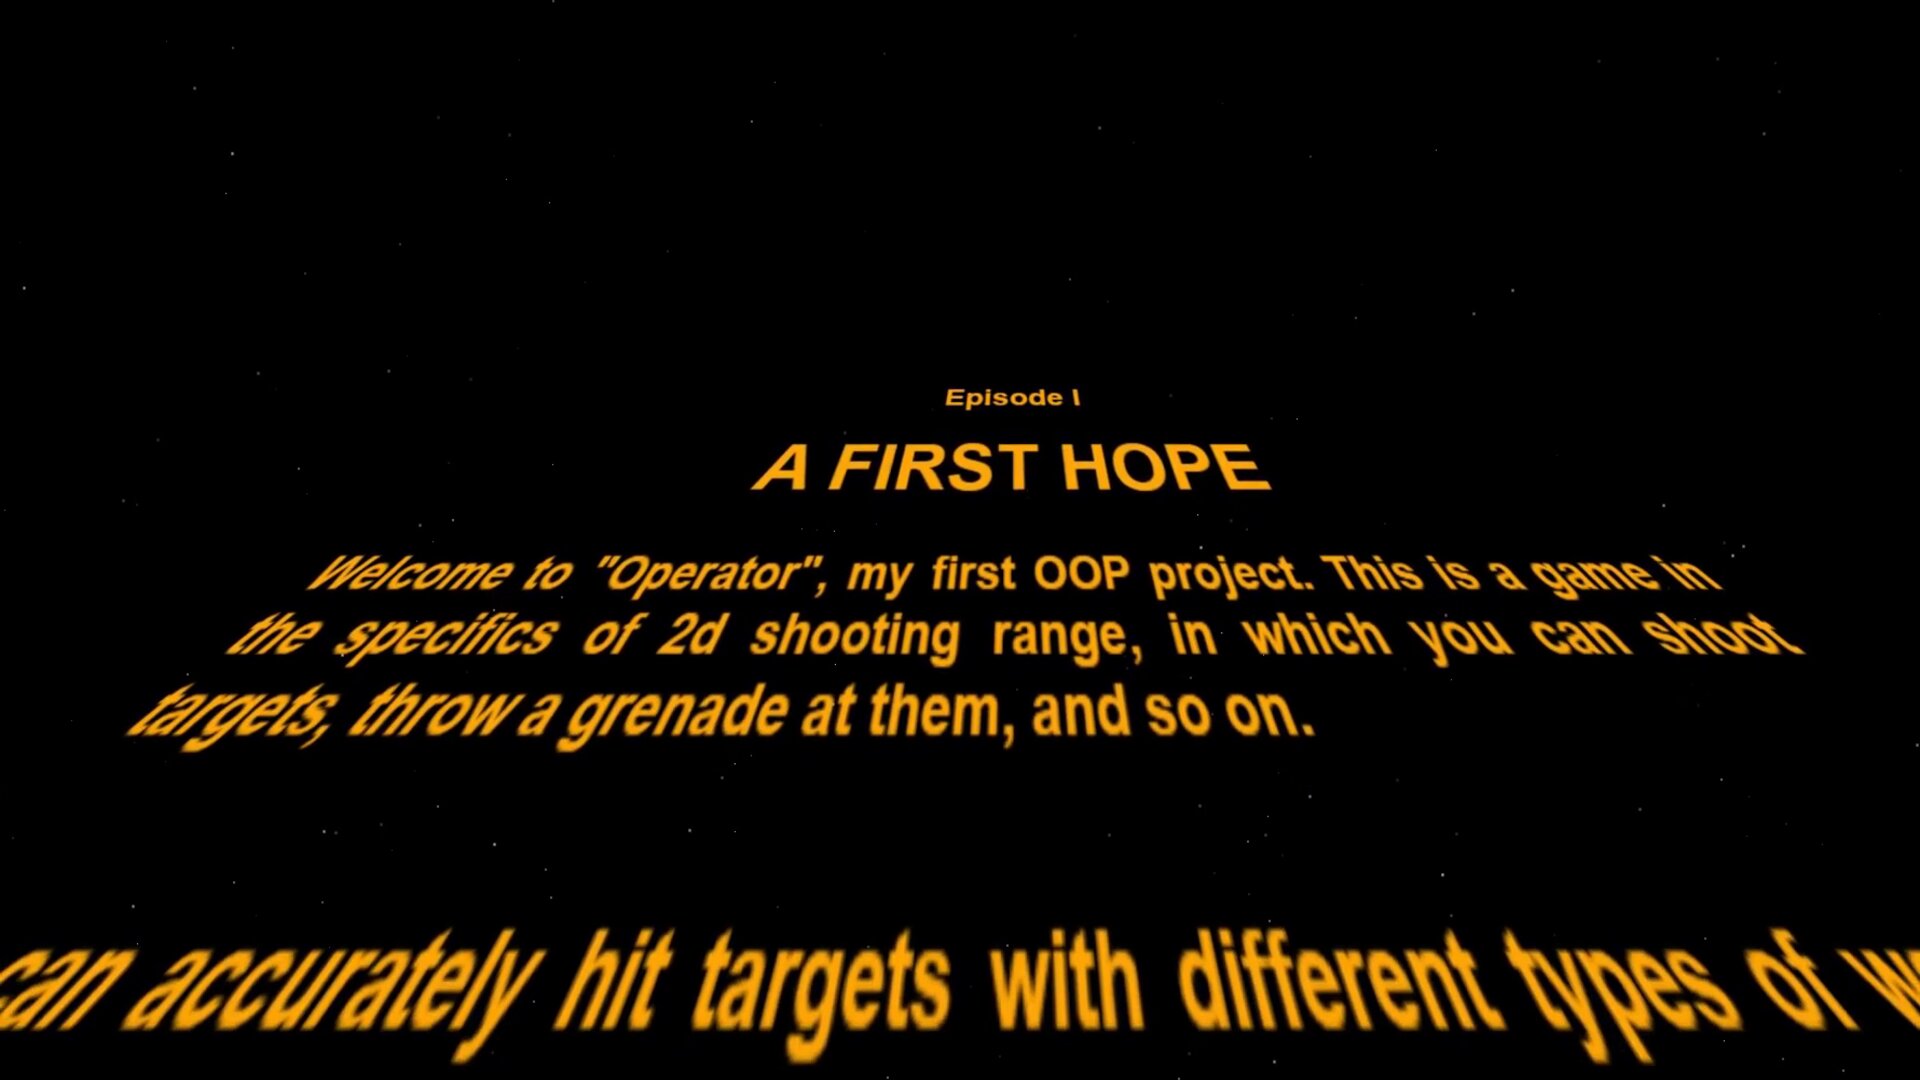 Episode I
A FIRST HOPE
Welcome to "Operator", my first OOP project. This is a game in
the specifics of 2d shooting range, in which you can shoot
targets, throw a grenade at them, and so on.
can accurately hit targets with different types of